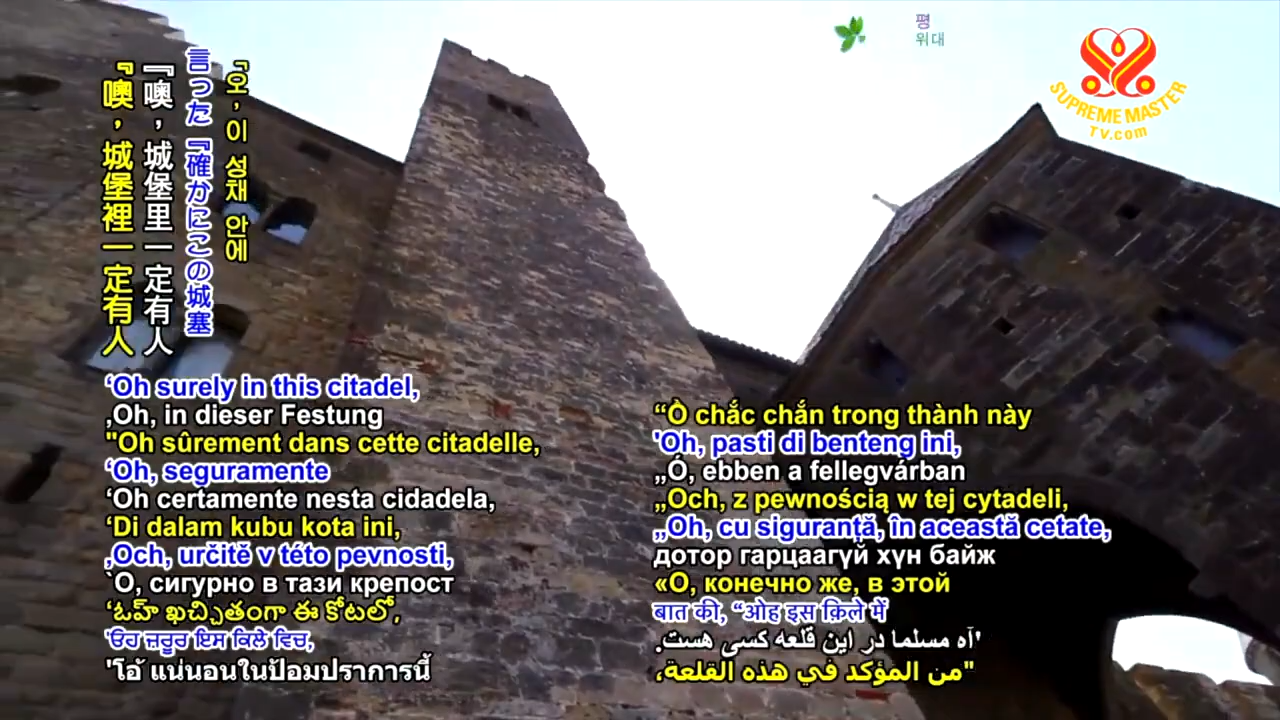 평
위대
SUPREME MASTER
TV.com
「오, 이 성채 안에
言った『確かにこの城塞
『噢，城堡里一定有人
『噢，城堡裡一定有人
‘Oh surely in this citadel,
‚Oh, in dieser Festung
"Oh sûrement dans cette citadelle,
‘Oh, seguramente
‘Oh certamente nesta cidadela,
‘Di dalam kubu kota ini,
‚Och, určitě v této pevnosti,
`О, сигурно в тази крепост
‘ఓహ్ ఖచ్చితంగా ఈ కోటలో,
'ਓਹ ਜ਼ਰੂਰ ਇਸ ਕਿਲੇ ਵਿਚ,
'โอ้ แน่นอนในป้อมปราการนี้
“Ồ chắc chắn trong thành này
'Oh, pasti di benteng ini,
„Ó, ebben a fellegvárban
„Och, z pewnością w tej cytadeli,
„Oh, cu siguranță, în această cetate,
дотор гарцаагүй хүн байж
«О, конечно же, в этой
बात की, “ओह इस क़िले में
'آه مسلما در این قلعه کسی هست.
"من المؤكد في هذه القلعة،